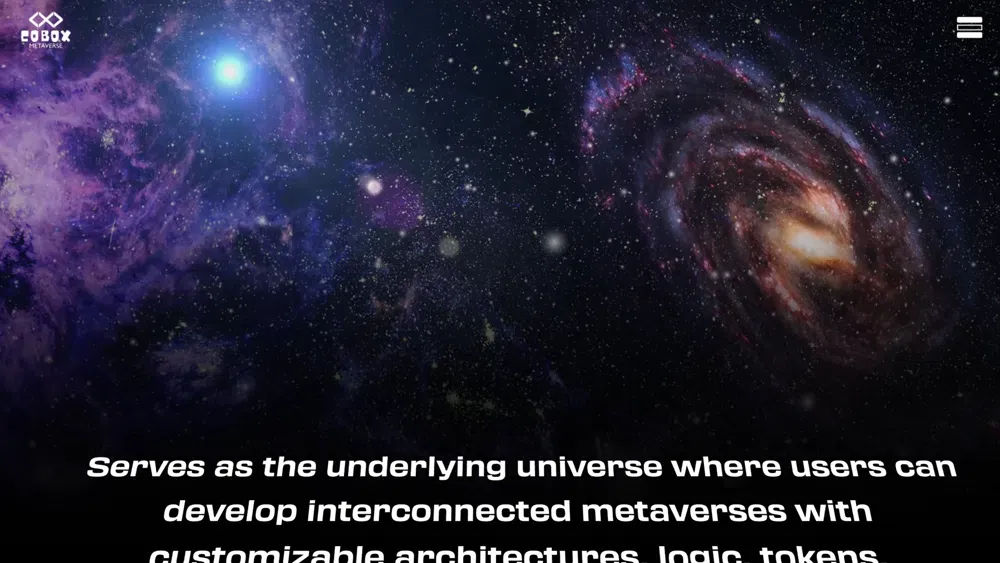 COBOX
METAVERSE
Serves as the underlying universe where users can
develop interconnected metaverses with
customizable architectures, logic, tokens,